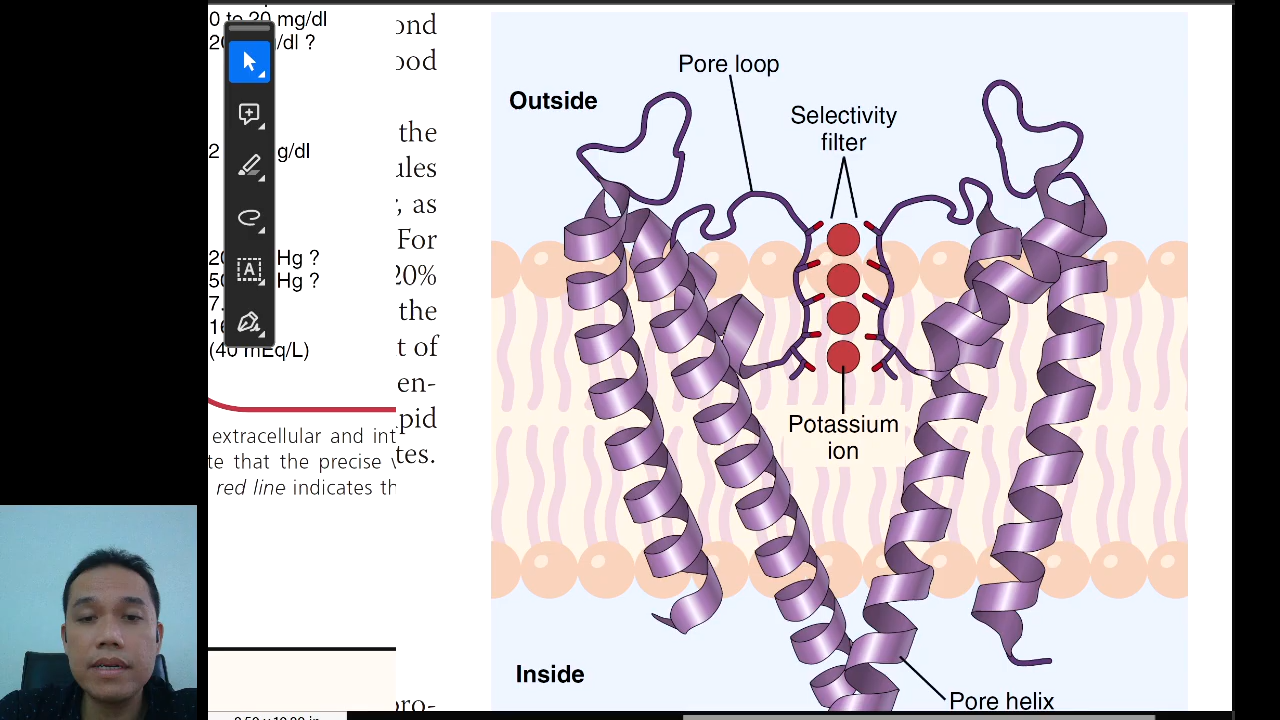 0 to 20 mg/dl
/dl ?
g/dl
Hg ?
Hg ?
(40 mEq/L)
extracellular and int
te that the precise
red line indicates th
ond
ood
the
ules
, as
For
20%
the
t of
en-
pid
tes.
pro-
Outside
Pore loop
Selectivity
filter
Potassium
ion
Inside
Pore helix